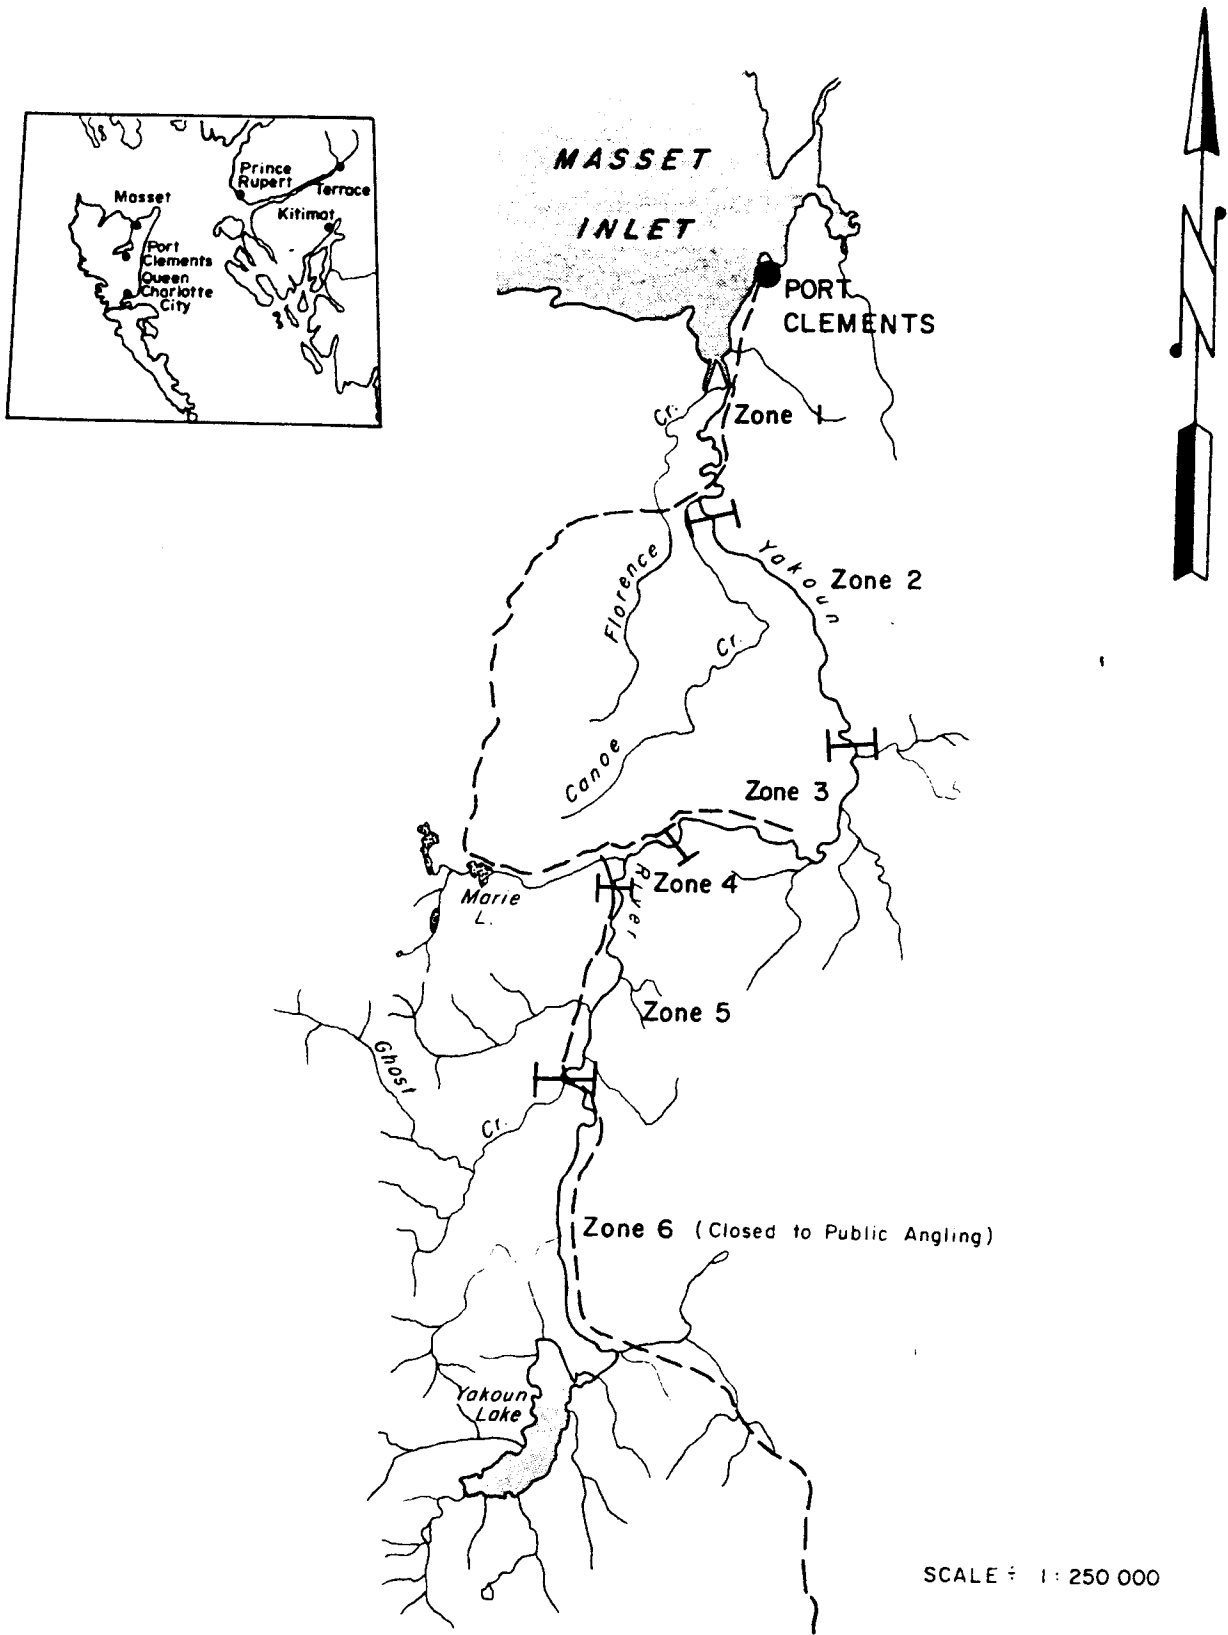 MASSET
INLET
Prince
Rupert
Terrace
Masset
Kitimat
Port
Clements
Queen
Charlotte
City
N
PORT
CLEMENTS
Cr.
Zone 1
Yakoun
Zone 2
Florence
Cr.
Canoe
Zone 3
River
Zone 4
Marie
L.
Zone 5
Ghost
Cr.
Zone 6 (Closed to Public Angling)
Yakoun
Lake
SCALE ÷ 1 : 250 000